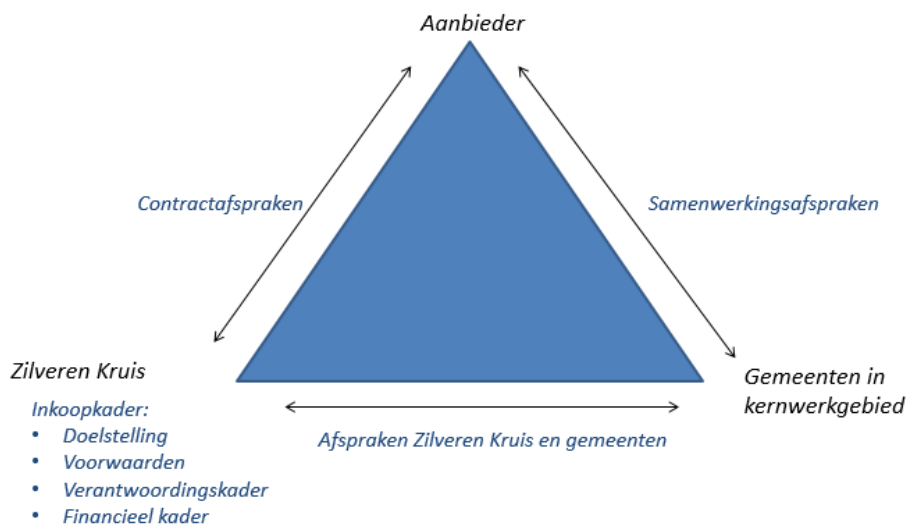 Aanbieder
Contractafspraken
Samenwerkingsafspraken
Zilveren Kruis
Inkoopkader:
• Doelstelling
• Voorwaarden
• Verantwoordingskader
• Financieel kader
Afspraken Zilveren Kruis en gemeenten
Gemeenten in
kernwerkgebied